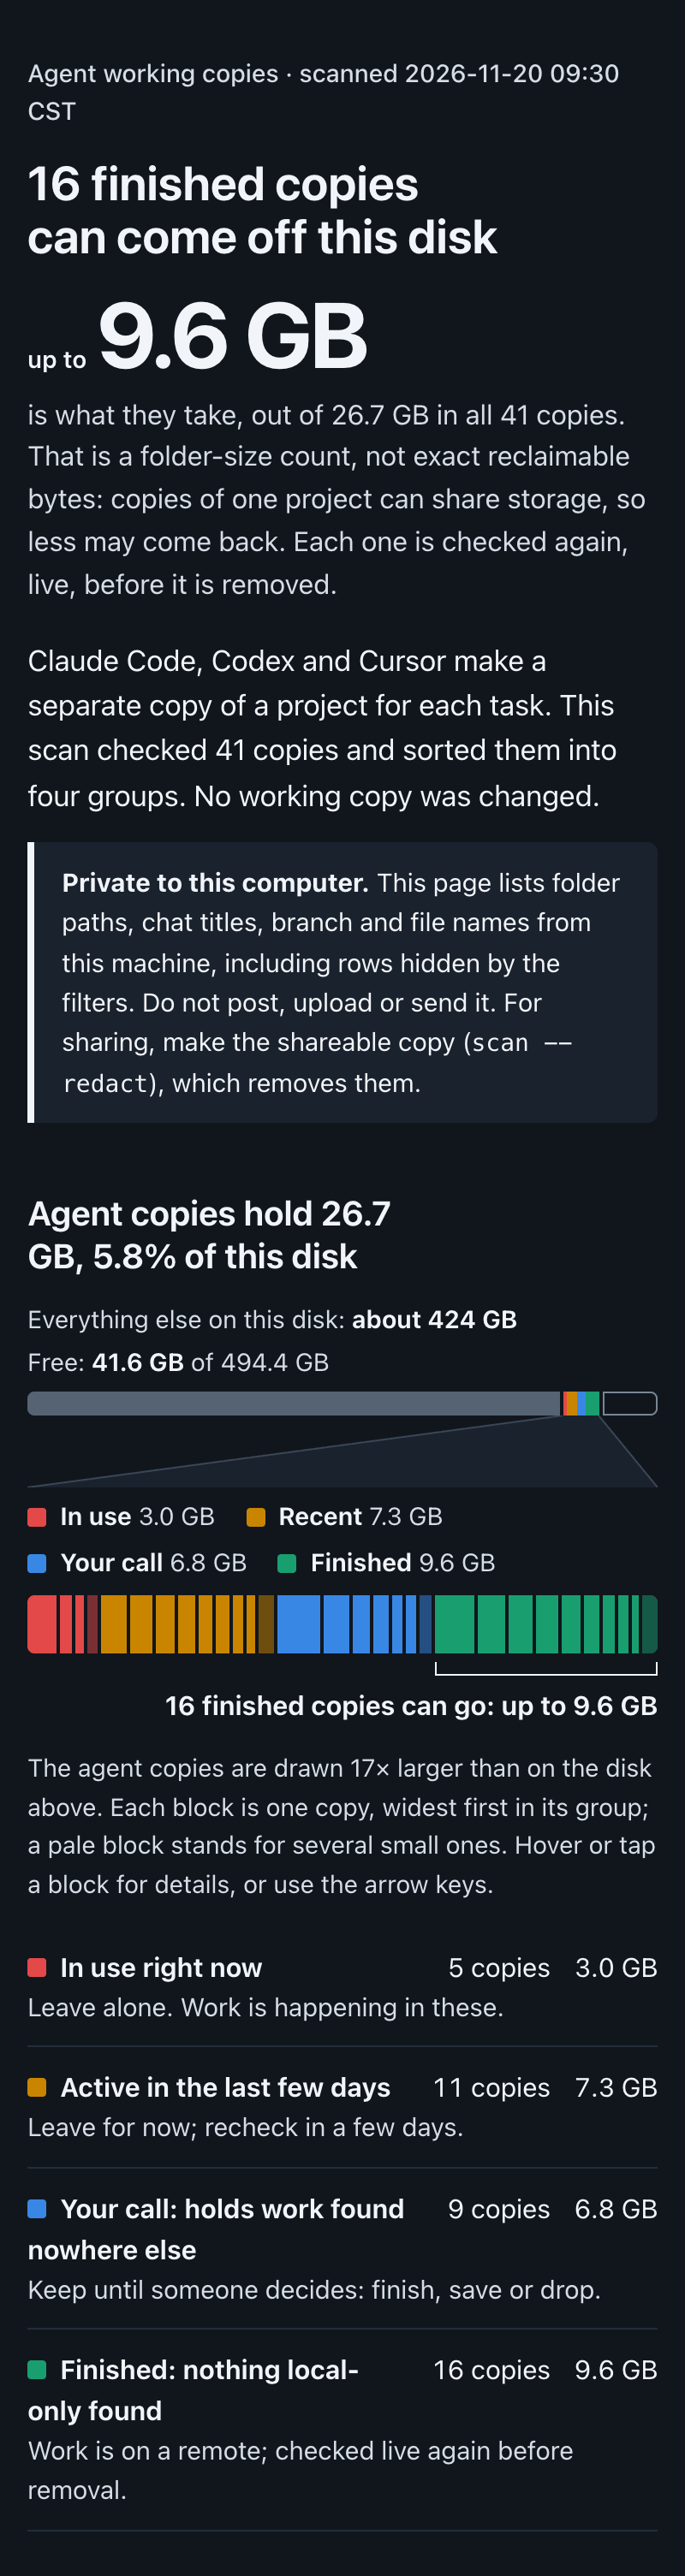 Agent working copies · scanned 2026-11-20 09:30
CST
16 finished copies
can come off this disk
up to 9.6 GB
is what they take, out of 26.7 GB in all 41 copies.
That is a folder-size count, not exact reclaimable
bytes: copies of one project can share storage, so
less may come back. Each one is checked again,
live, before it is removed.
Claude Code, Codex and Cursor make a
separate copy of a project for each task. This
scan checked 41 copies and sorted them into
four groups. No working copy was changed.
Private to this computer. This page lists folder
paths, chat titles, branch and file names from
this machine, including rows hidden by the
filters. Do not post, upload or send it. For
sharing, make the shareable copy (scan --
redact), which removes them.
Agent copies hold 26.7
GB, 5.8% of this disk
Everything else on this disk: about 424 GB
Free: 41.6 GB of 494.4 GB
In use 3.0 GB Recent 7.3 GB
Your call 6.8 GB Finished 9.6 GB
16 finished copies can go: up to 9.6 GB
The agent copies are drawn 17× larger than on the disk
above. Each block is one copy, widest first in its group;
a pale block stands for several small ones. Hover or tap
a block for details, or use the arrow keys.
In use right now 5 copies 3.0 GB
Leave alone. Work is happening in these.
Active in the last few days 11 copies 7.3 GB
Leave for now; recheck in a few days.
Your call: holds work found 9 copies 6.8 GB
nowhere else
Keep until someone decides: finish, save or drop.
Finished: nothing local- 16 copies 9.6 GB
only found
Work is on a remote; checked live again before
removal.